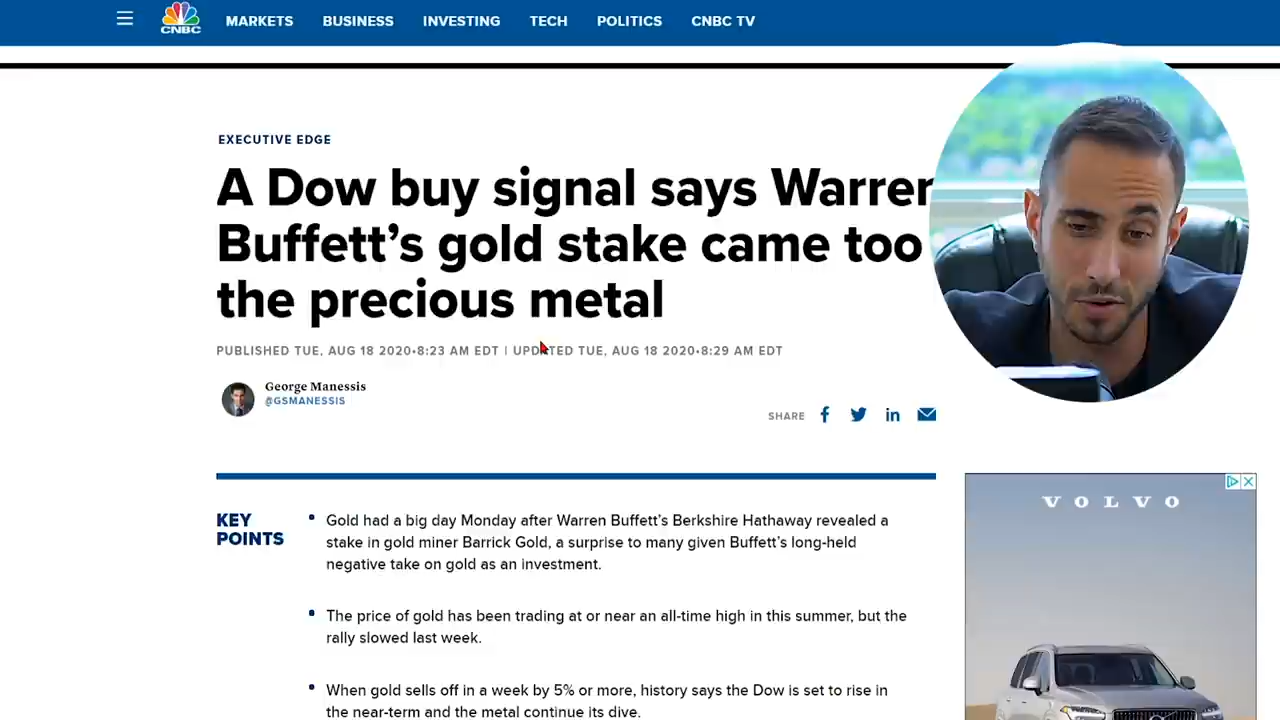 CNBC
MARKETS
BUSINESS
INVESTING
TECH
POLITICS
CNBC TV
EXECUTIVE EDGE
A Dow buy signal says Warren
Buffett’s gold stake came too
the precious metal
PUBLISHED TUE, AUG 18 2020•8:23 AM EDT | UPDATED TUE, AUG 18 2020•8:29 AM EDT
George Manessis
@GSMANESSIS
SHARE
KEY
POINTS
Gold had a big day Monday after Warren Buffett’s Berkshire Hathaway revealed a
stake in gold miner Barrick Gold, a surprise to many given Buffett’s long-held
negative take on gold as an investment.
The price of gold has been trading at or near an all-time high in this summer, but the
rally slowed last week.
When gold sells off in a week by 5% or more, history says the Dow is set to rise in
the near-term and the metal continue its dive.
VOLVO